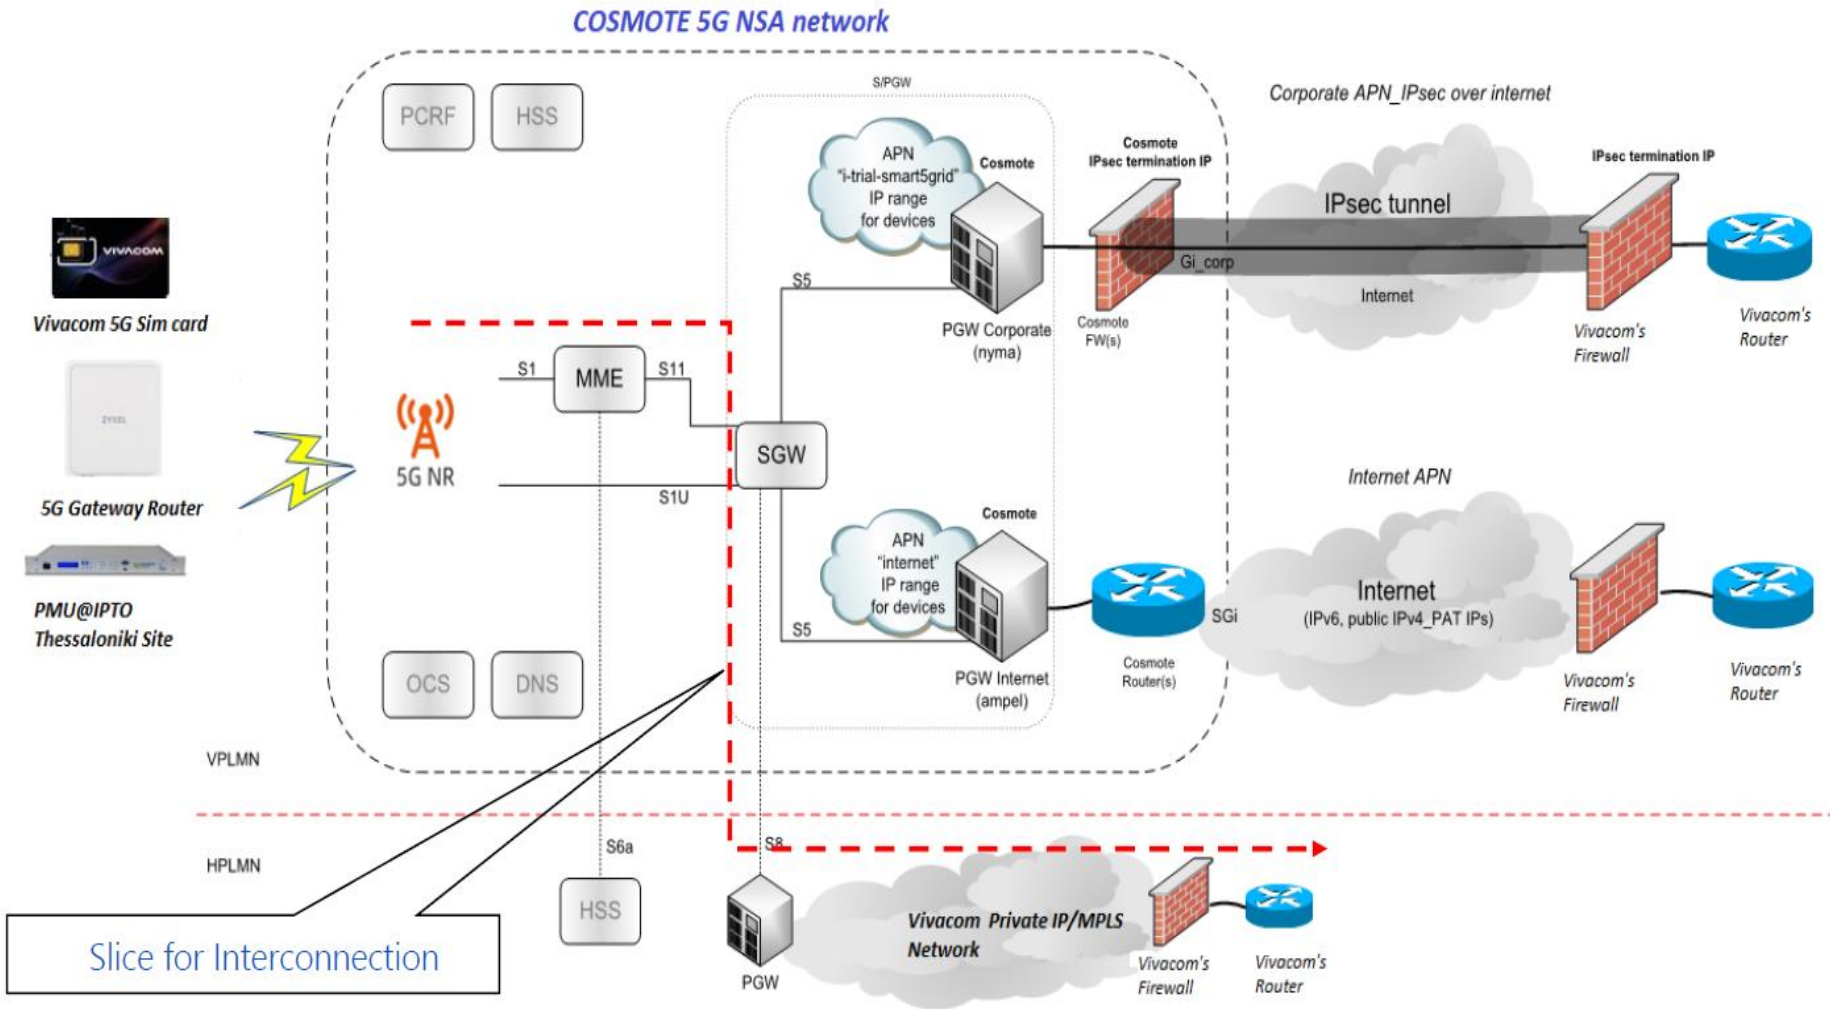 COSMOTE 5G NSA network
S/PGW
PCRF
HSS
Corporate APN_IPsec over internet
APN
"i-trial-smart5grid"
IP range
for devices
Cosmote
Cosmote
IPsec termination IP
IPsec termination IP
IPsec tunnel
Gi_corp
Internet
VIVACOM
Vivacom 5G Sim card
S5
PGW Corporate
(nyma)
Cosmote
FW(s)
Vivacom's
Firewall
Vivacom's
Router
S1
MME
S11
ZYXEL
5G NR
SGW
S1U
5G Gateway Router
Internet APN
APN
"internet"
IP range
for devices
Cosmote
Internet
(IPv6, public IPv4_PAT IPs)
SGi
PMU@IPTO
Thessaloniki Site
S5
PGW Internet
(ampel)
Cosmote
Router(s)
Vivacom's
Firewall
Vivacom's
Router
OCS
DNS
VPLMN
HPLMN
S6a
S8
HSS
PGW
Vivacom Private IP/MPLS
Network
Vivacom's
Firewall
Vivacom's
Router
Slice for Interconnection